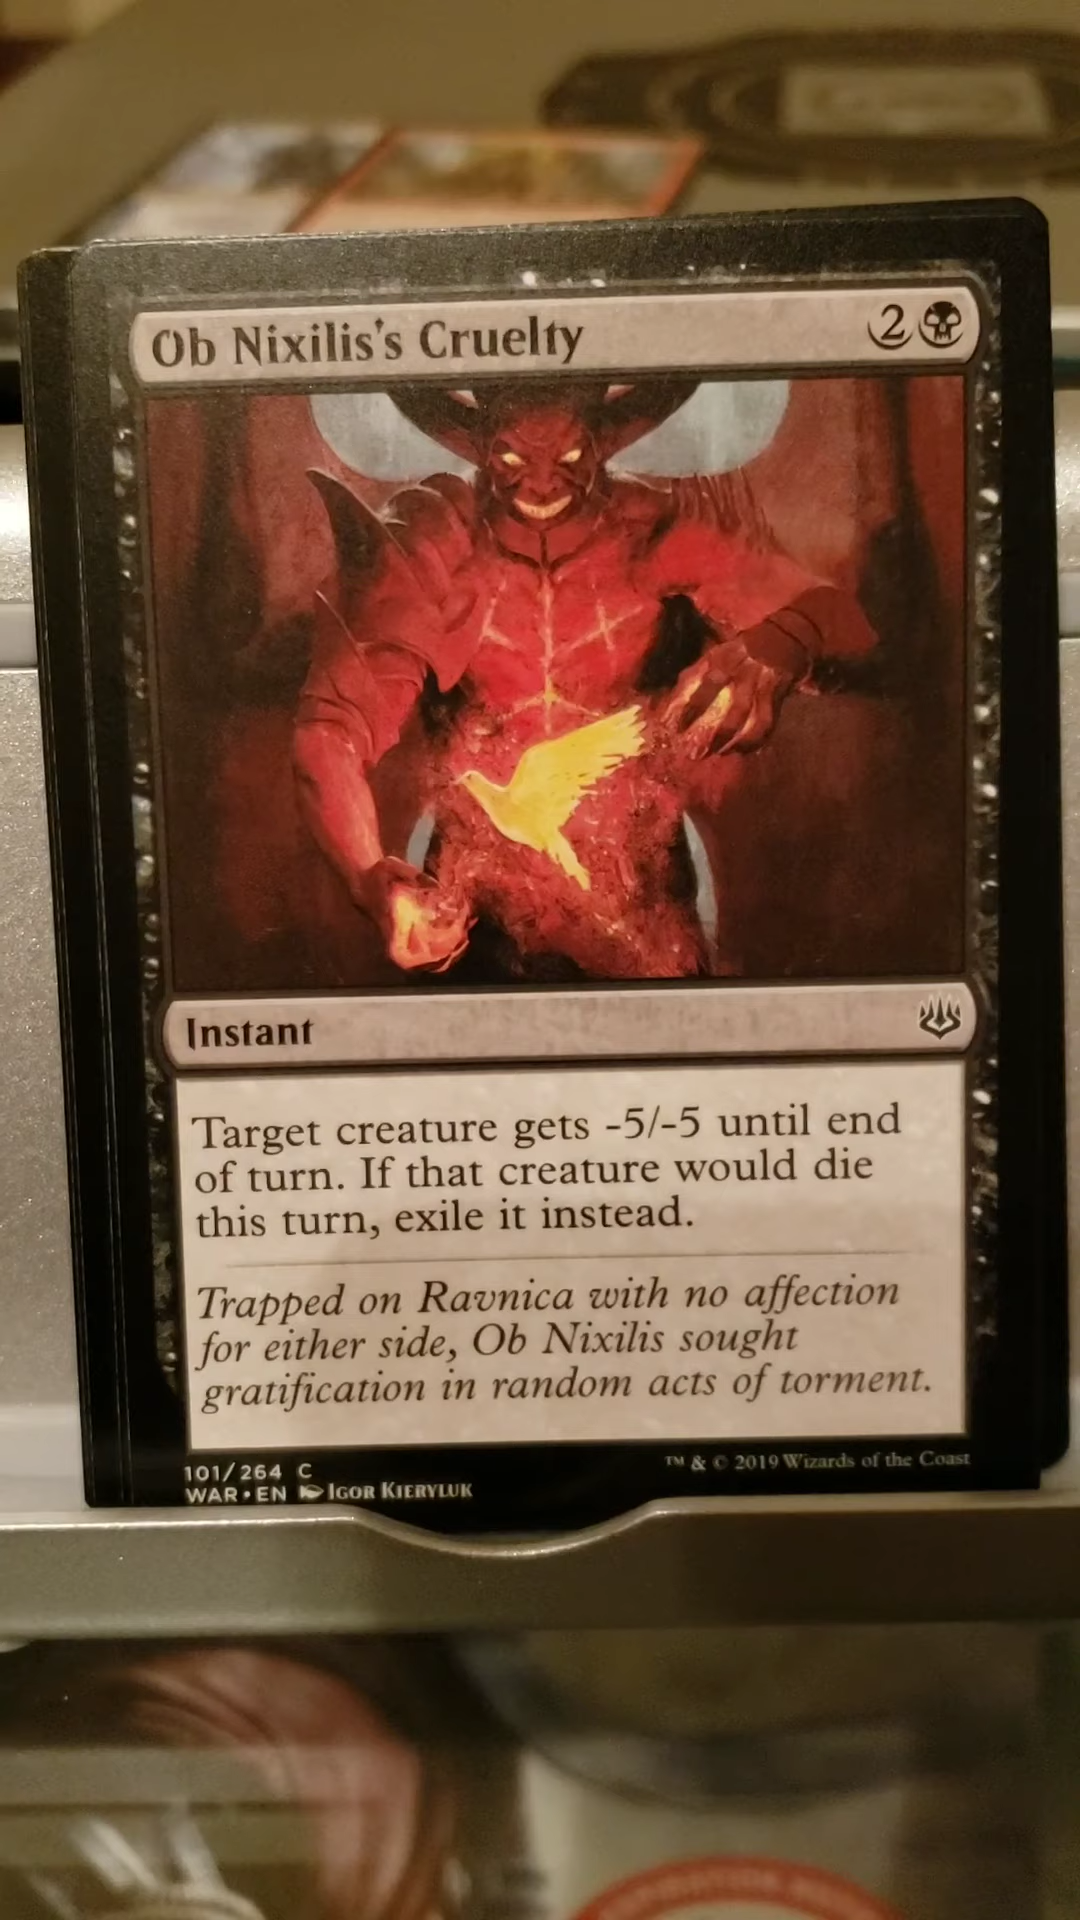 Ob Nixilis's Cruelty
2
Instant
Target creature gets -5/-5 until end
of turn. If that creature would die
this turn, exile it instead.
Trapped on Ravnica with no affection
for either side, Ob Nixilis sought
gratification in random acts of torment.
101/264 C
™ & © 2019 Wizards of the Coast
WAR • EN Igor Kieryluk